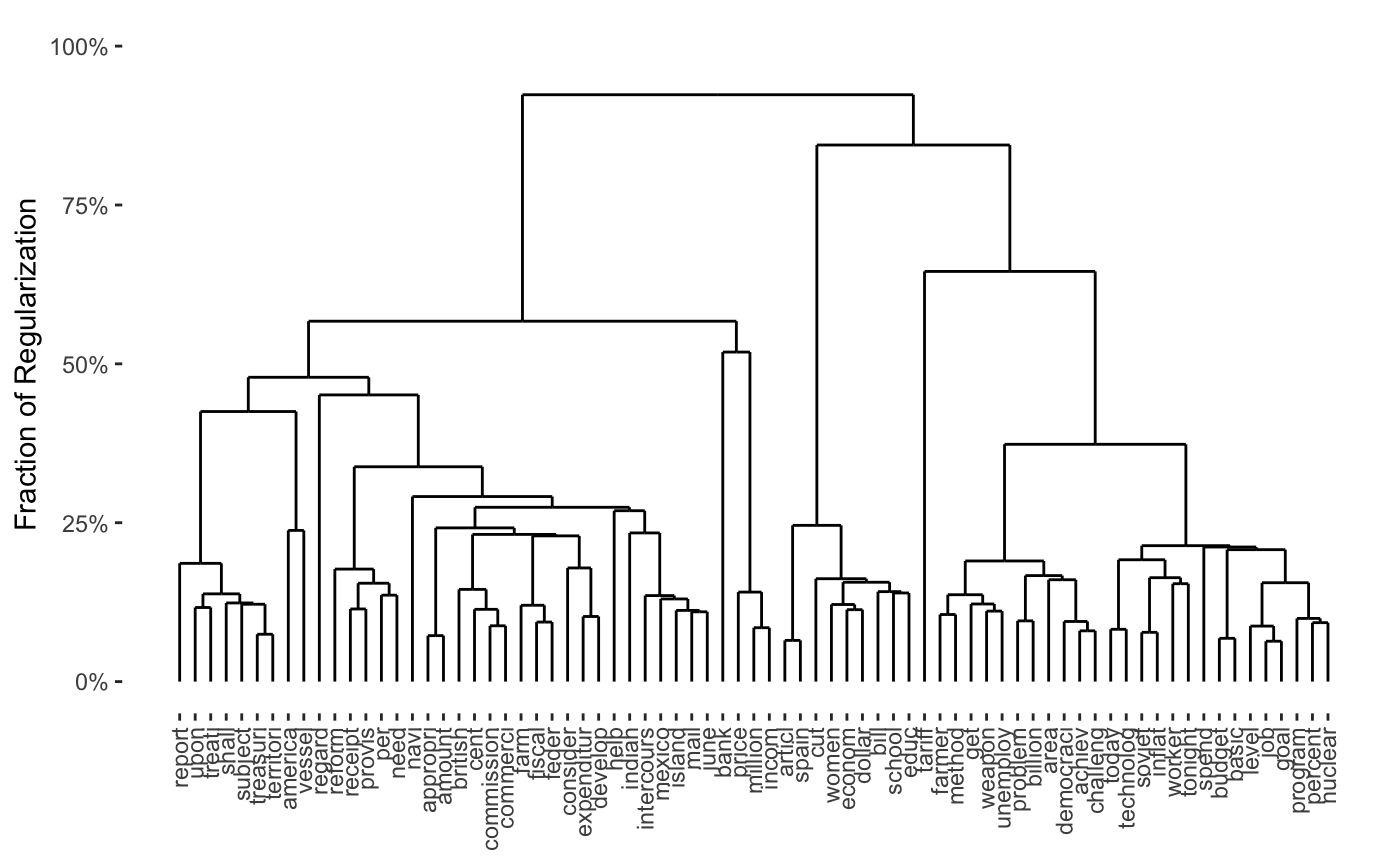 100%
75%
50%
25%
0%
Fraction of Regularization
report
upon
treati
shall
subject
treasuri
territori
america
vessel
regard
reform
receipt
provis
per
need
navi
appropri
amount
british
cent
commission
commerci
farm
fiscal
feder
consider
expenditur
develop
help
indian
intercours
mexico
island
mail
june
bank
price
million
incom
articl
spain
cut
women
econom
dollar
bill
school
educ
tariff
farmer
method
get
weapon
unemploy
problem
billion
area
democraci
achiev
challeng
today
technolog
soviet
inflat
worker
tonight
spend
budget
basic
level
job
goal
program
percent
nuclear